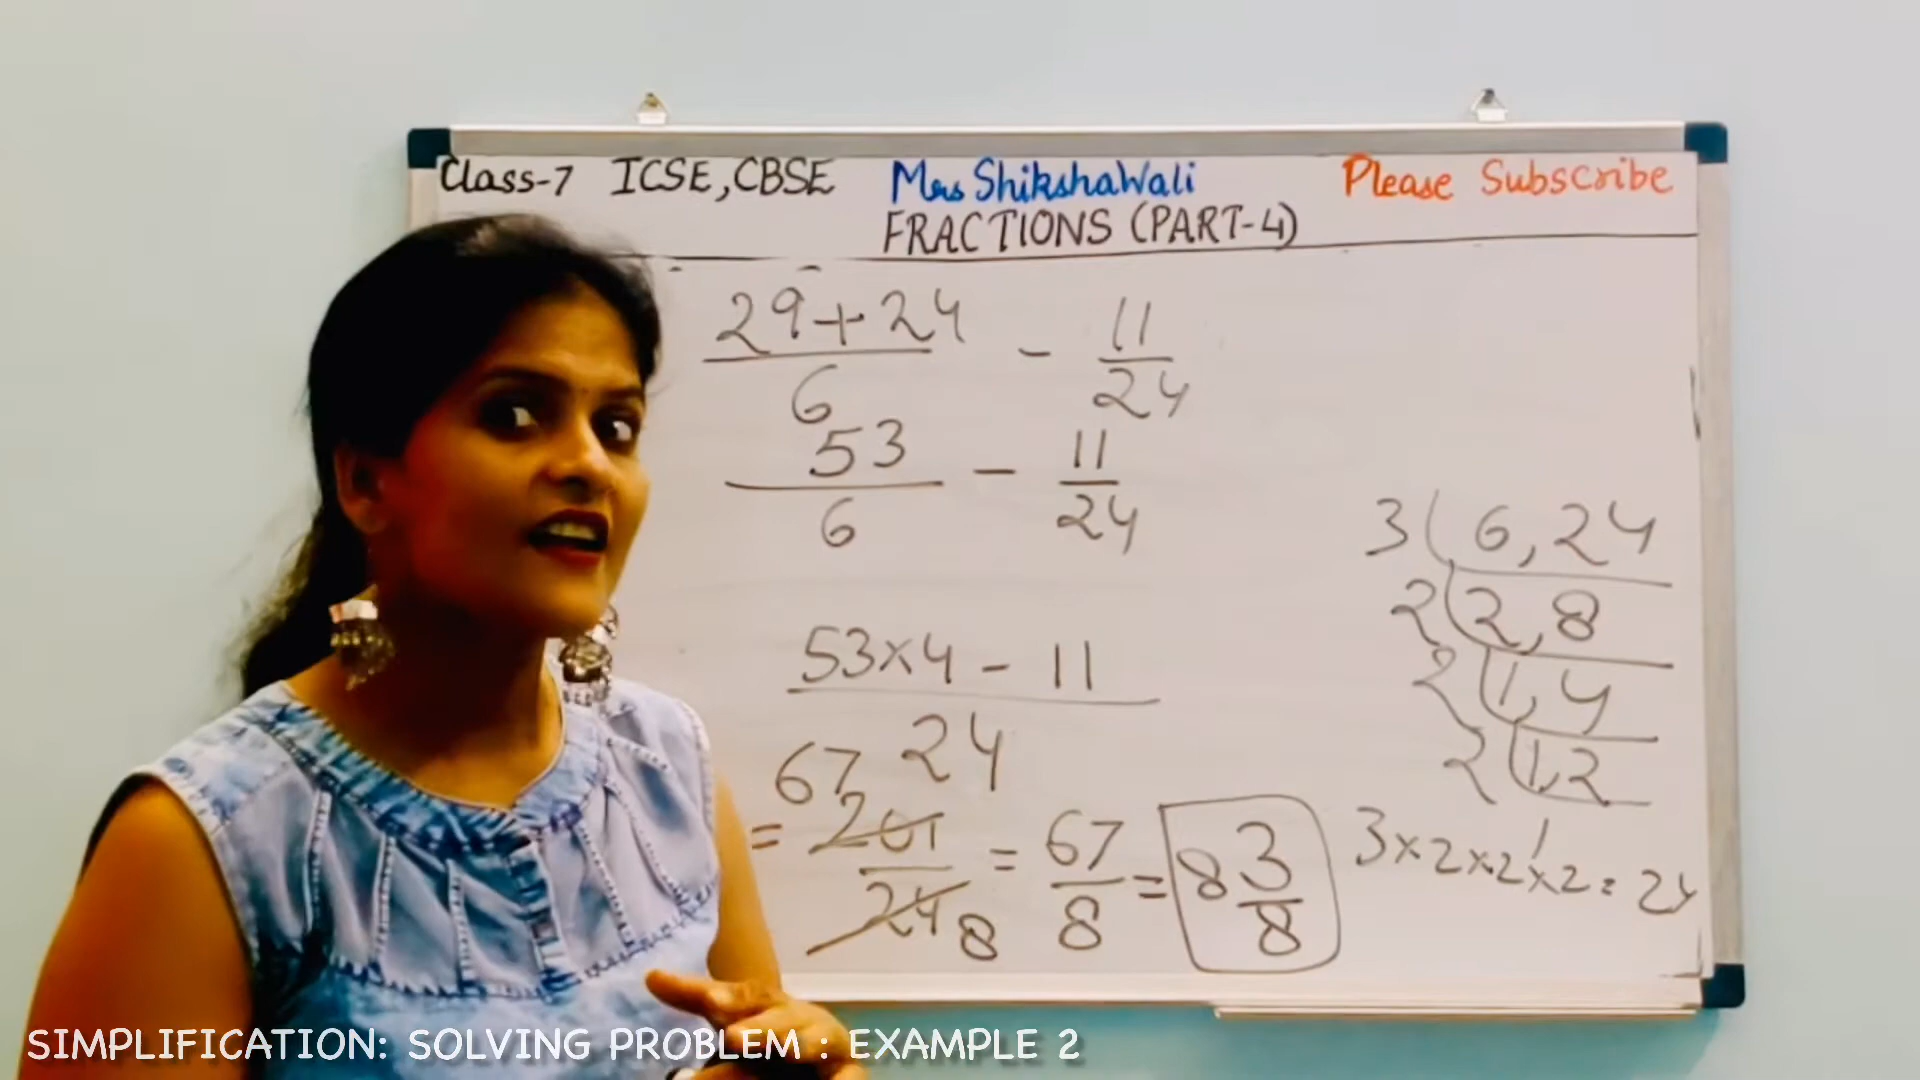 Class-7 ICSE, CBSE Mrs ShikshaWali Please Subscribe
FRACTIONS (PART-4)
29+24 - 11
6 24
53 - 11
6 24
53×4 - 11
24
67
= 201 = 67 = 8 3
24 8 8 8
3 6, 24
2 2, 8
2 1, 4
2 1, 2
1
3×2×2×2 = 24
SIMPLIFICATION: SOLVING PROBLEM : EXAMPLE 2